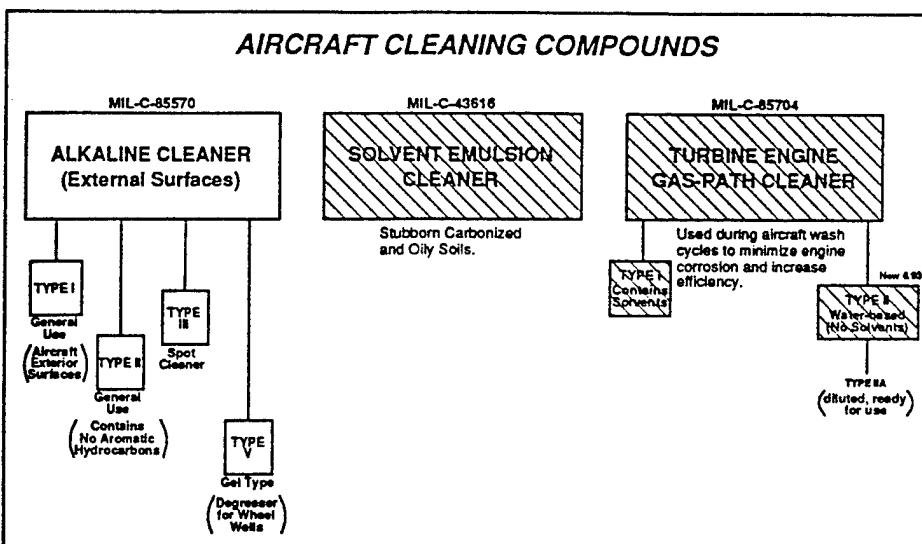 AIRCRAFT CLEANING COMPOUNDS
MIL-C-85570
ALKALINE CLEANER
(External Surfaces)
TYPE I
General
Use
(Aircraft
Exterior
Surfaces)
TYPE II
General
Use
(Contains
No Aromatic
Hydrocarbons)
TYPE
III
Spot
Cleaner
TYPE
V
Gel Type
(Degreaser
for Wheel
Wells)
MIL-C-43616
SOLVENT EMULSION
CLEANER
Stubborn Carbonized
and Oily Soils.
MIL-C-85704
TURBINE ENGINE
GAS-PATH CLEANER
Used during aircraft wash
cycles to minimize engine
corrosion and increase
efficiency.
TYPE I
Contains
Solvents
New 6.93
TYPE II
Water-based
(No Solvents)
TYPE IIA
(diluted, ready
for use)